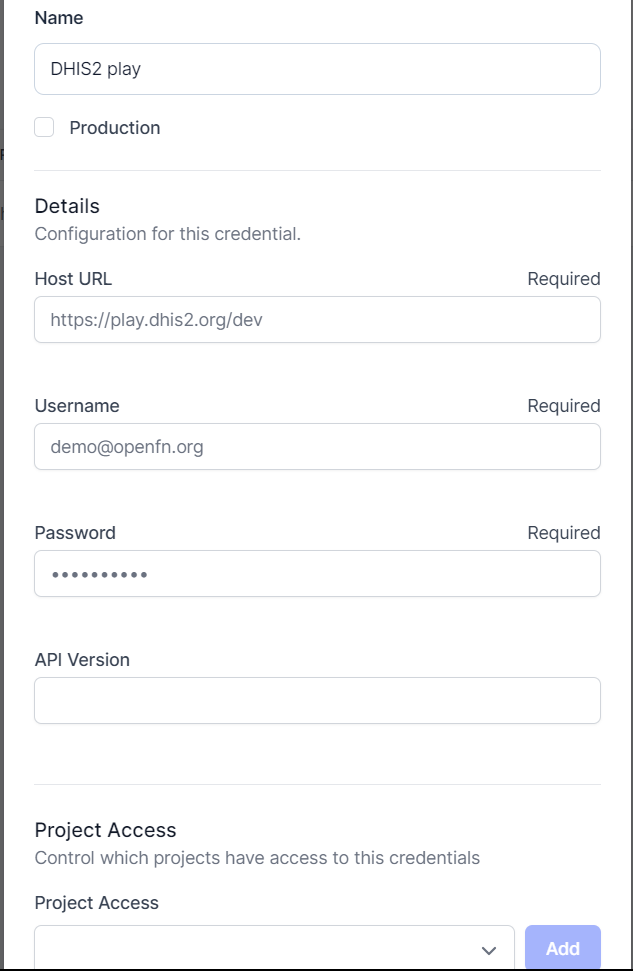 Name
DHIS2 play
Production
Details
Configuration for this credential.
Host URL Required
https://play.dhis2.org/dev
Username Required
demo@openfn.org
Password Required
••••••••••
API Version
Project Access
Control which projects have access to this credentials
Project Access
Add